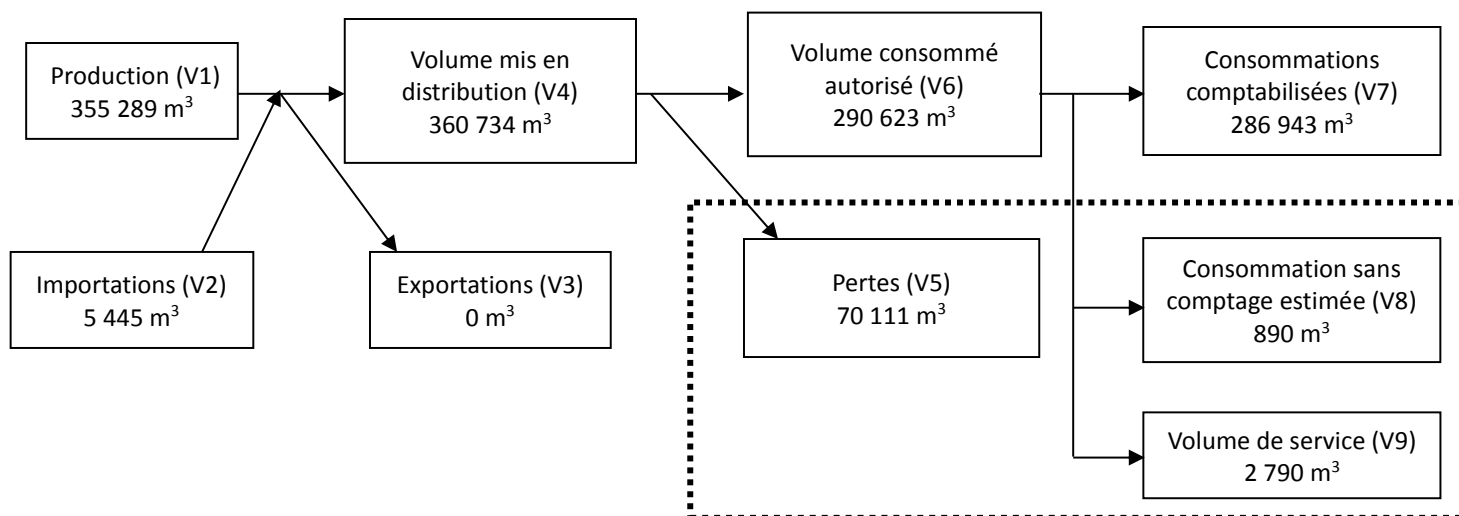 Production (V1)
355 289 m³
Volume mis en
distribution (V4)
360 734 m³
Volume consommé
autorisé (V6)
290 623 m³
Consommations
comptabilisées (V7)
286 943 m³
Importations (V2)
5 445 m³
Exportations (V3)
0 m³
Pertes (V5)
70 111 m³
Consommation sans
comptage estimée (V8)
890 m³
Volume de service (V9)
2 790 m³